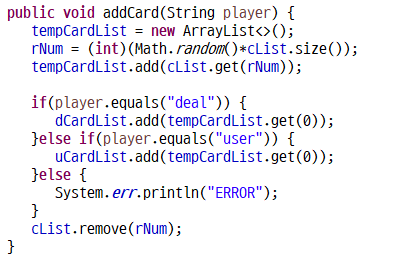 public void addCard(String player) {
    tempCardList = new ArrayList<>();
    rNum = (int)(Math.random()*cList.size());
    tempCardList.add(cList.get(rNum));

    if(player.equals("deal")) {
        dCardList.add(tempCardList.get(0));
    }else if(player.equals("user")) {
        uCardList.add(tempCardList.get(0));
    }else {
        System.err.println("ERROR");
    }
    cList.remove(rNum);
}